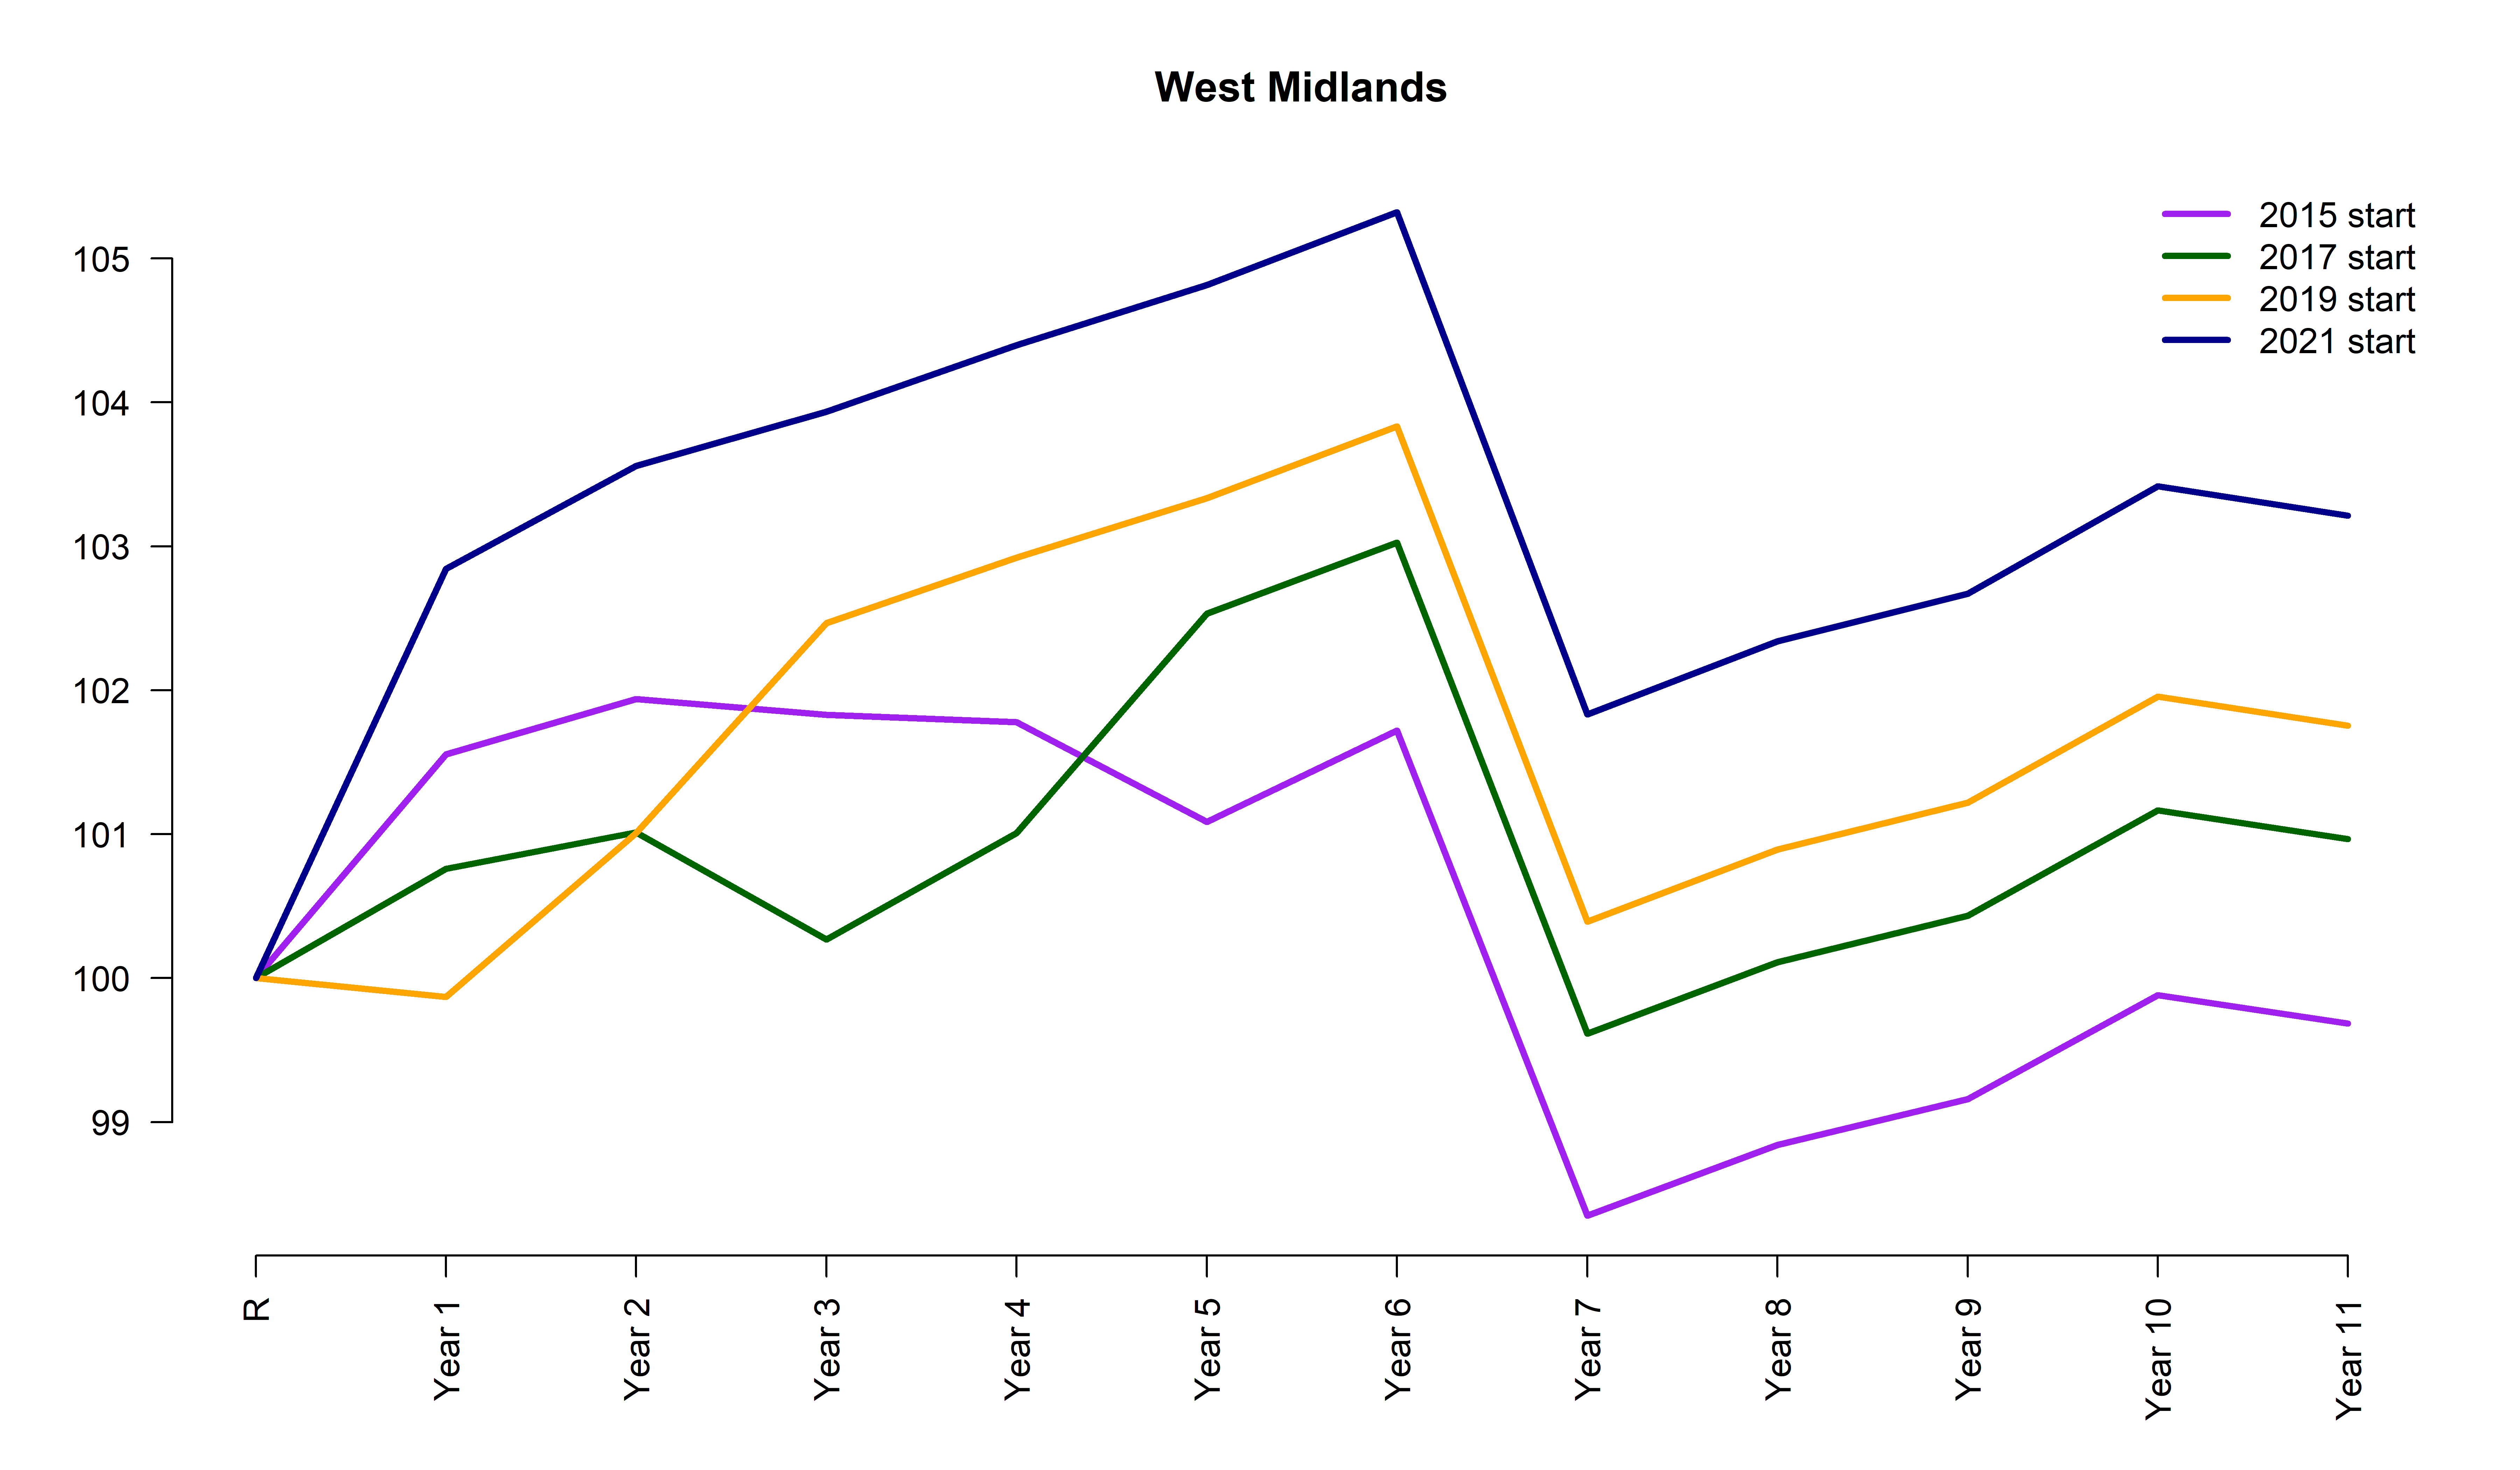 West Midlands
2015 start
2017 start
2019 start
2021 start
105
104
103
102
101
100
99
R
Year 1
Year 2
Year 3
Year 4
Year 5
Year 6
Year 7
Year 8
Year 9
Year 10
Year 11